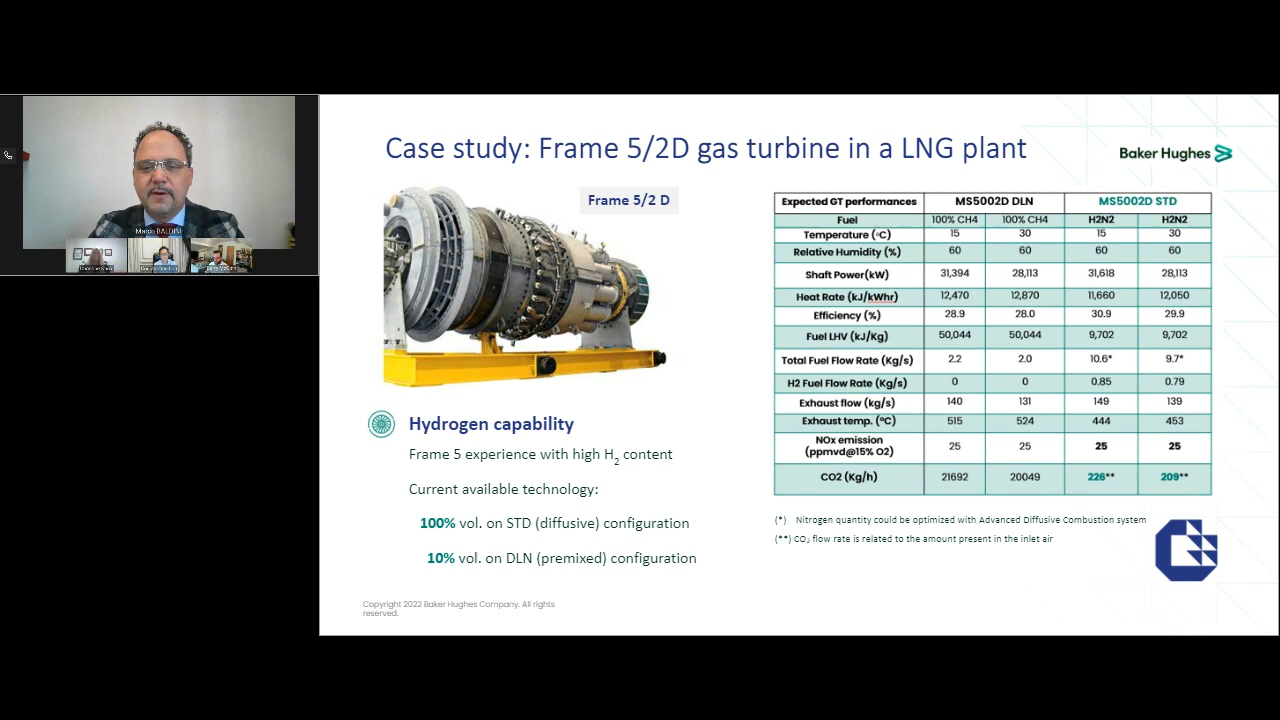 Case study: Frame 5/2D gas turbine in a LNG plant
Baker Hughes
Marco BALDINI
Frame 5/2 D
Hydrogen capability
Frame 5 experience with high H2 content
Current available technology:
100% vol. on STD (diffusive) configuration
10% vol. on DLN (premixed) configuration
Expected GT performances MS5002D DLN MS5002D STD
Fuel 100% CH4 100% CH4 H2N2 H2N2
Temperature (°C) 15 30 15 30
Relative Humidity (%) 60 60 60 60
Shaft Power(kW) 31,394 28,113 31,618 28,113
Heat Rate (kJ/kWhr) 12,470 12,870 11,660 12,050
Efficiency (%) 28.9 28.0 30.9 29.9
Fuel LHV (kJ/Kg) 50,044 50,044 9,702 9,702
Total Fuel Flow Rate (Kg/s) 2.2 2.0 10.6* 9.7*
H2 Fuel Flow Rate (Kg/s) 0 0 0.85 0.79
Exhaust flow (kg/s) 140 131 149 139
Exhaust temp. (°C) 515 524 444 453
NOx emission
(ppmvd@15% O2) 25 25 25 25
CO2 (Kg/h) 21692 20049 226** 209**
(*) Nitrogen quantity could be optimized with Advanced Diffusive Combustion system
(**) CO2 flow rate is related to the amount present in the inlet air
Copyright 2022 Baker Hughes Company. All rights
reserved.